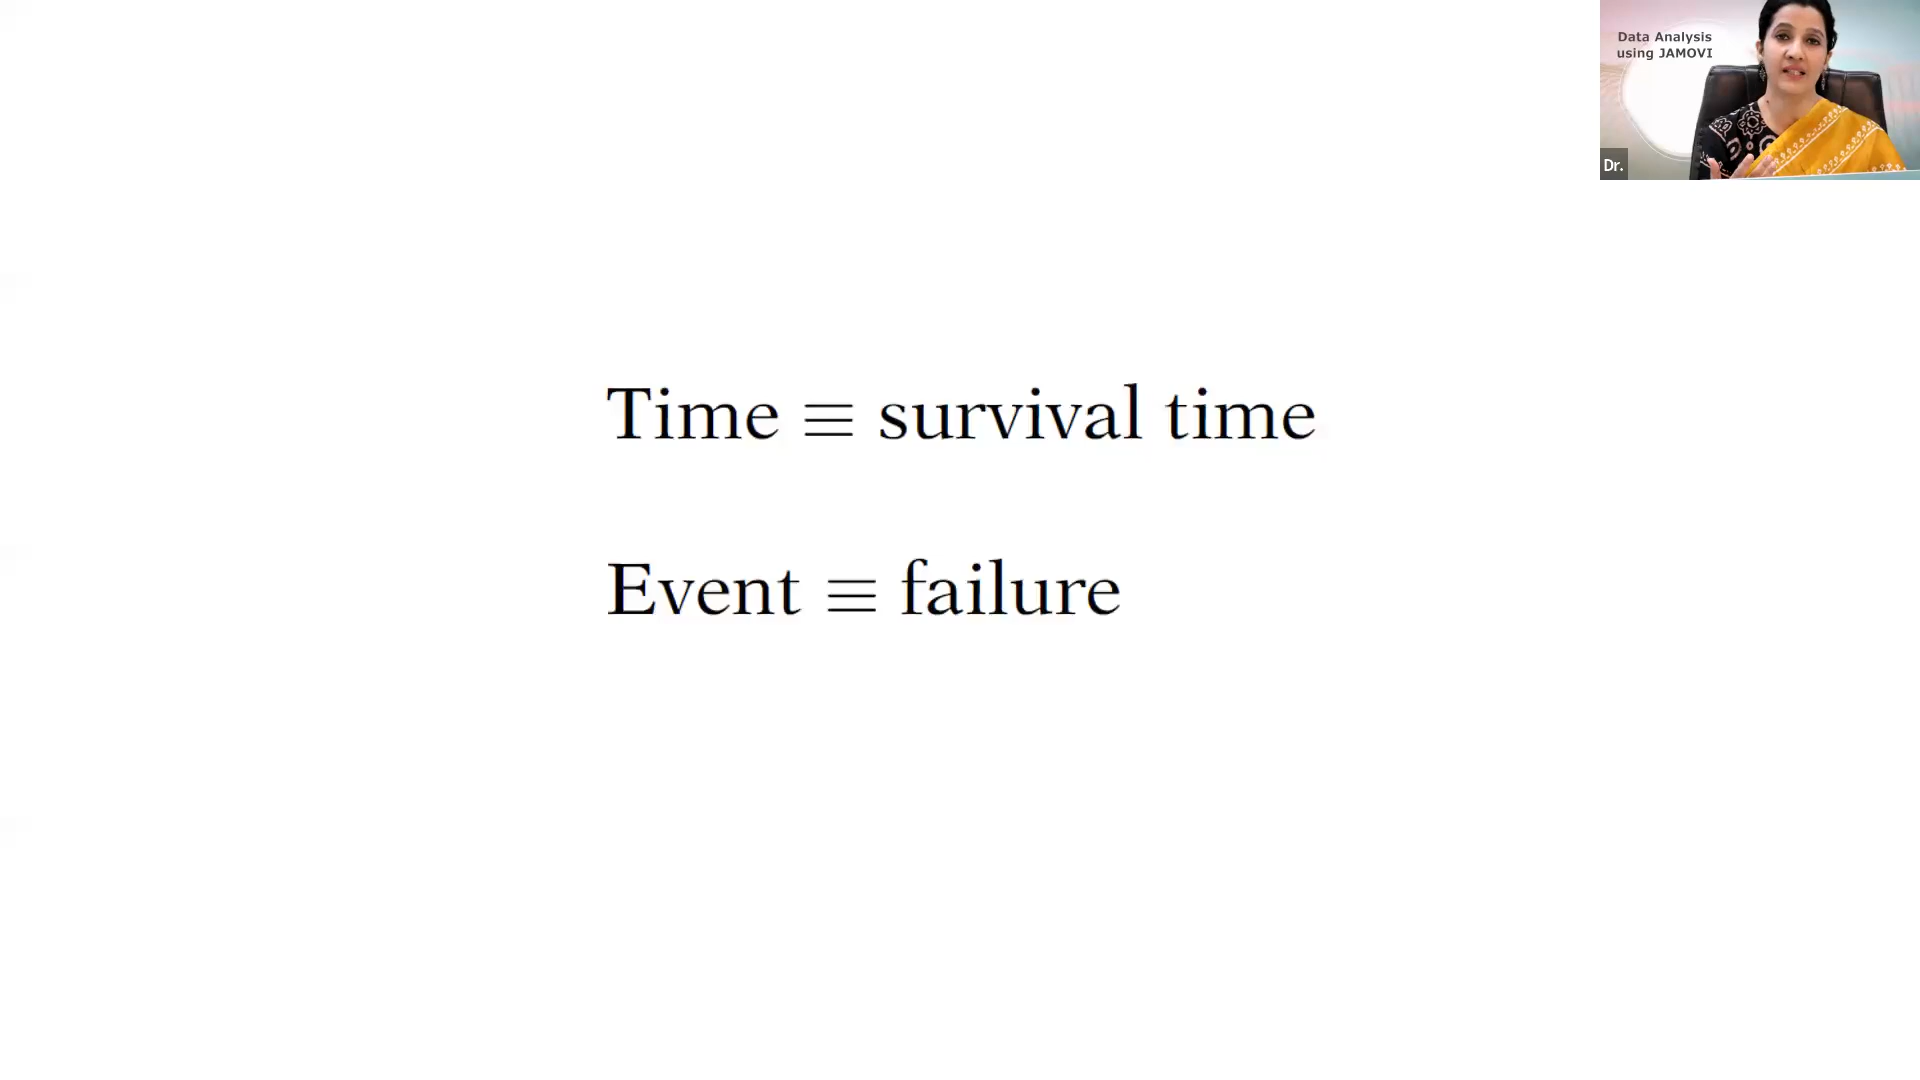 Data Analysis
using JAMOVI
Dr.
Time ≡ survival time
Event ≡ failure